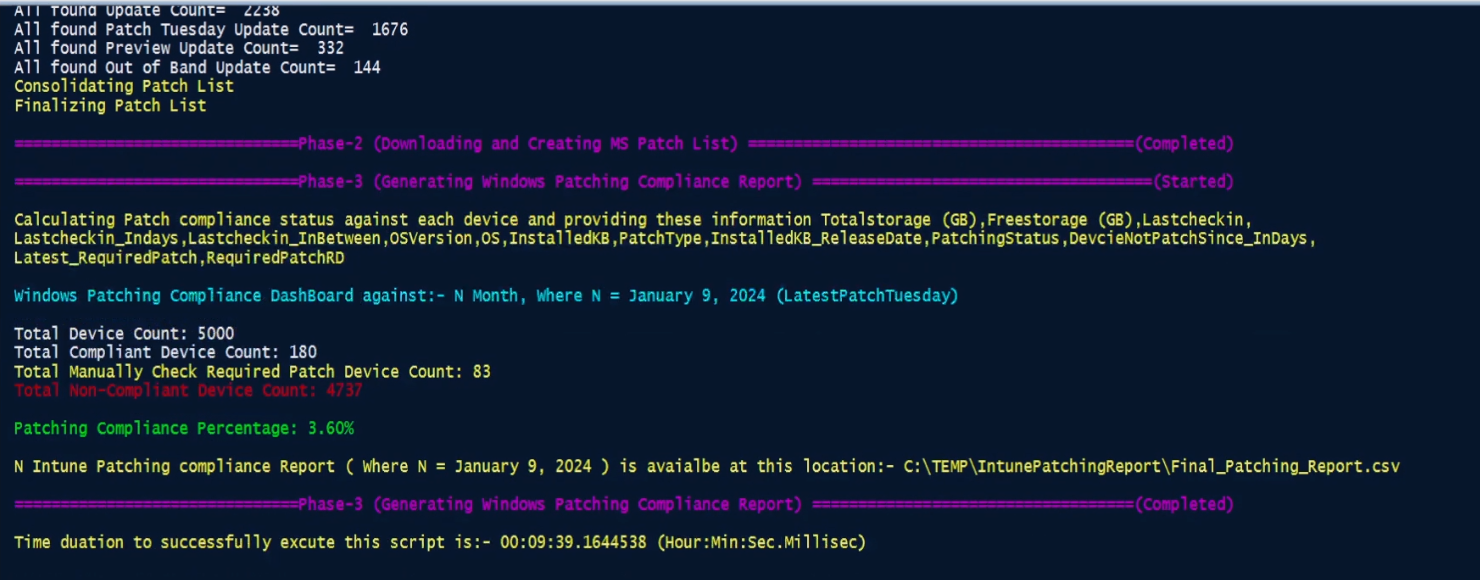 All found Update Count=  2238
All found Patch Tuesday Update Count=  1676
All found Preview Update Count=  332
All found Out of Band Update Count=  144
Consolidating Patch List
Finalizing Patch List
===============================Phase-2 (Downloading and Creating MS Patch List) ==========================================(Completed)
===============================Phase-3 (Generating Windows Patching Compliance Report) =====================================(Started)
Calculating Patch compliance status against each device and providing these information Totalstorage (GB),Freestorage (GB),Lastcheckin,
Lastcheckin_Indays,Lastcheckin_InBetween,OSVersion,OS,InstalledKB,PatchType,InstalledKB_ReleaseDate,PatchingStatus,DevcieNotPatchSince_InDays,
Latest_RequiredPatch,RequiredPatchRD
Windows Patching Compliance DashBoard against:- N Month, Where N = January 9, 2024 (LatestPatchTuesday)
Total Device Count: 5000
Total Compliant Device Count: 180
Total Manually Check Required Patch Device Count: 83
Total Non-Compliant Device Count: 4737
Patching Compliance Percentage: 3.60%
N Intune Patching compliance Report ( Where N = January 9, 2024 ) is avaialbe at this location:- C:\TEMP\IntunePatchingReport\Final_Patching_Report.csv
===============================Phase-3 (Generating Windows Patching Compliance Report) ===================================(Completed)
Time duation to successfully excute this script is:- 00:09:39.1644538 (Hour:Min:Sec.Millisec)